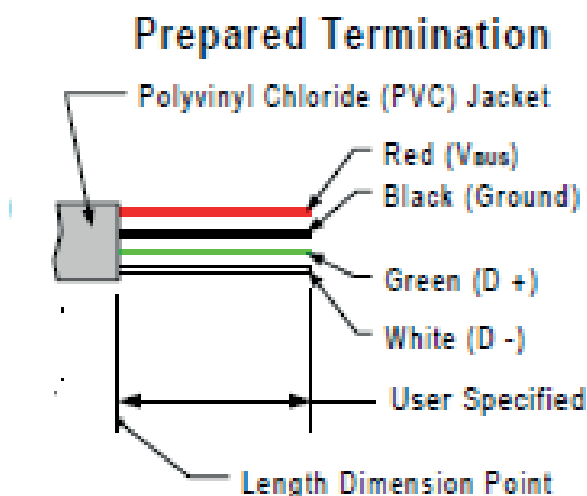 Prepared Termination
Polyvinyl Chloride (PVC) Jacket
Red (VBUS)
Black (Ground)
Green (D +)
White (D -)
User Specified
Length Dimension Point